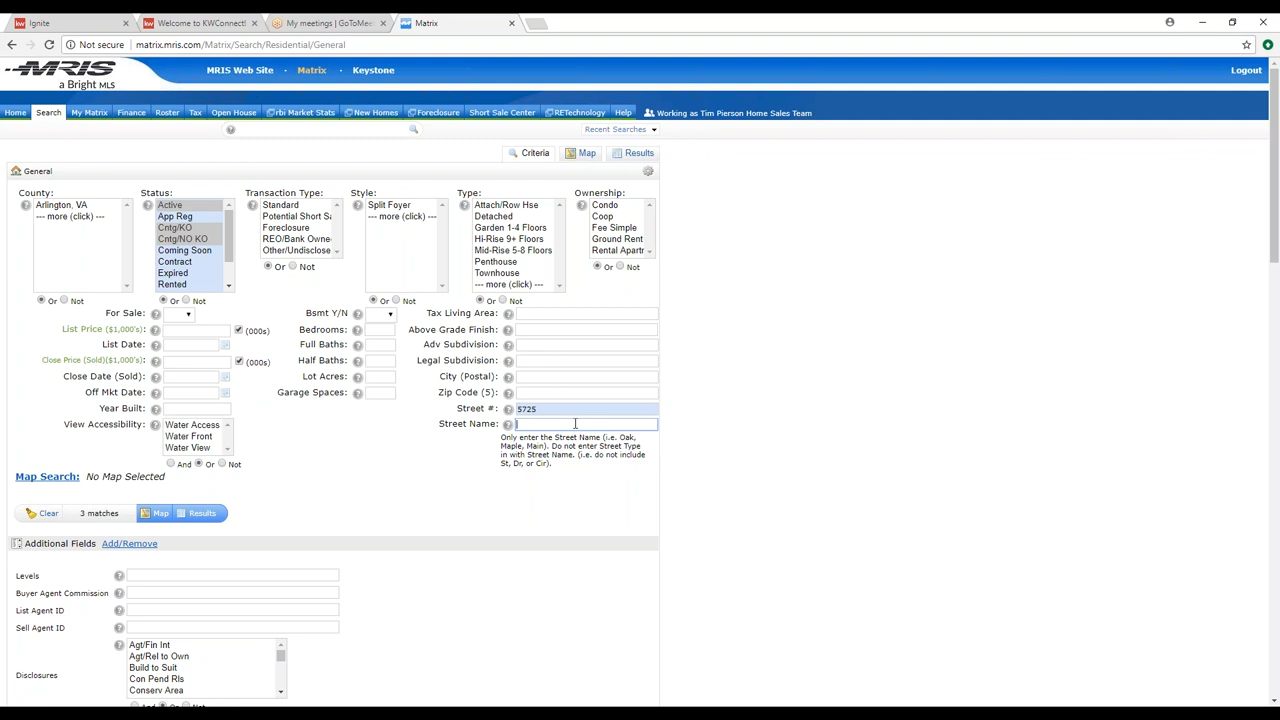 Ignite
Welcome to KWConnect!
My meetings | GoToMee
Matrix
Not secure matrix.mris.com/Matrix/Search/Residential/General
MRIS
a Bright MLS
MRIS Web Site Matrix Keystone
Logout
Home Search My Matrix Finance Roster Tax Open House rbi Market Stats New Homes Foreclosure Short Sale Center RETechnology Help Working as Tim Pierson Home Sales Team
Recent Searches
Criteria Map Results
General
County: Status: Transaction Type: Style: Type: Ownership:
Arlington, VA Active Standard Split Foyer Attach/Row Hse Condo
--- more (click) --- App Reg Potential Short Sa --- more (click) --- Detached Coop
Cntg/KO Foreclosure Garden 1-4 Floors Fee Simple
Cntg/NO KO REO/Bank Owne Hi-Rise 9+ Floors Ground Rent
Coming Soon Other/Undisclose Mid-Rise 5-8 Floors Rental Apartr
Contract Or Not Penthouse Or Not
Expired Townhouse
Rented --- more (click) ---
Or Not Or Not Or Not Or Not
For Sale: Bsmt Y/N Tax Living Area:
List Price ($1,000's): (000s) Bedrooms: Above Grade Finish:
List Date: Full Baths: Adv Subdivision:
Close Price (Sold)($1,000's): (000s) Half Baths: Legal Subdivision:
Close Date (Sold): Lot Acres: City (Postal):
Off Mkt Date: Garage Spaces: Zip Code (5):
Year Built: Street #: 5725
View Accessibility: Water Access Street Name:
Water Front
Water View
And Or Not
Only enter the Street Name (i.e. Oak,
Maple, Main). Do not enter Street Type
in with Street Name. (i.e. do not include
St, Dr, or Cir).
Map Search: No Map Selected
Clear 3 matches Map Results
Additional Fields Add/Remove
Levels
Buyer Agent Commission
List Agent ID
Sell Agent ID
Disclosures
Agt/Fin Int
Agt/Rel to Own
Build to Suit
Con Pend Rls
Conserv Area
And Or Not